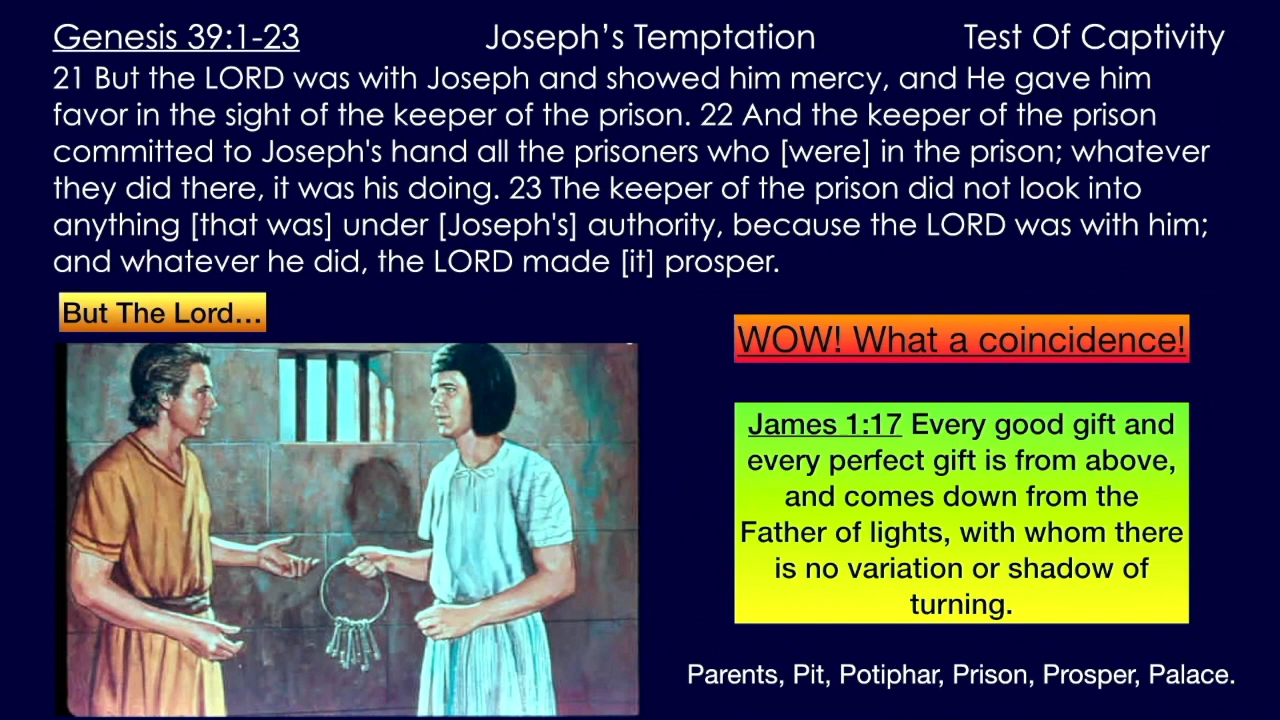 Genesis 39:1-23 Joseph’s Temptation Test Of Captivity
21 But the LORD was with Joseph and showed him mercy, and He gave him
favor in the sight of the keeper of the prison. 22 And the keeper of the prison
committed to Joseph's hand all the prisoners who [were] in the prison; whatever
they did there, it was his doing. 23 The keeper of the prison did not look into
anything [that was] under [Joseph's] authority, because the LORD was with him;
and whatever he did, the LORD made [it] prosper.
But The Lord…
WOW! What a coincidence!
James 1:17 Every good gift and
every perfect gift is from above,
and comes down from the
Father of lights, with whom there
is no variation or shadow of
turning.
Parents, Pit, Potiphar, Prison, Prosper, Palace.